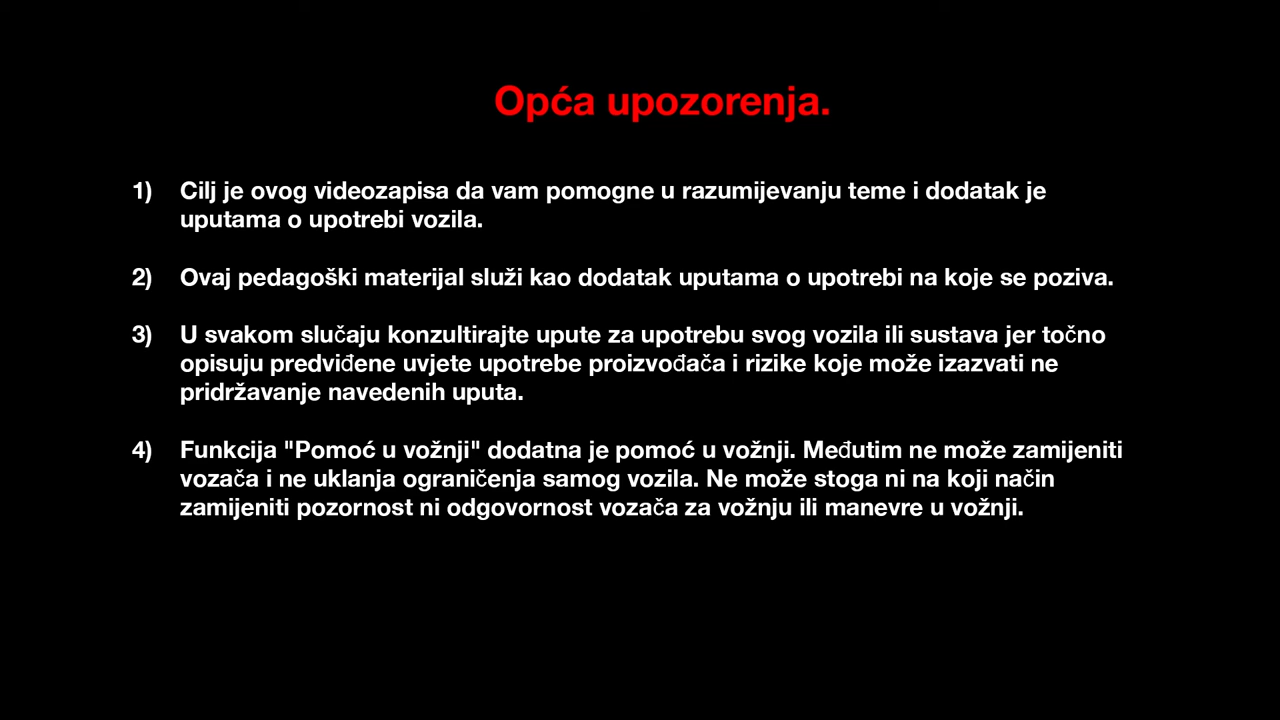 Opća upozorenja.
1) Cilj je ovog videozapisa da vam pomogne u razumijevanju teme i dodatak je
uputama o upotrebi vozila.
2) Ovaj pedagoški materijal služi kao dodatak uputama o upotrebi na koje se poziva.
3) U svakom slučaju konzultirajte upute za upotrebu svog vozila ili sustava jer točno
opisuju predviđene uvjete upotrebe proizvođača i rizike koje može izazvati ne
pridržavanje navedenih uputa.
4) Funkcija "Pomoć u vožnji" dodatna je pomoć u vožnji. Međutim ne može zamijeniti
vozača i ne uklanja ograničenja samog vozila. Ne može stoga ni na koji način
zamijeniti pozornost ni odgovornost vozača za vožnju ili manevre u vožnji.